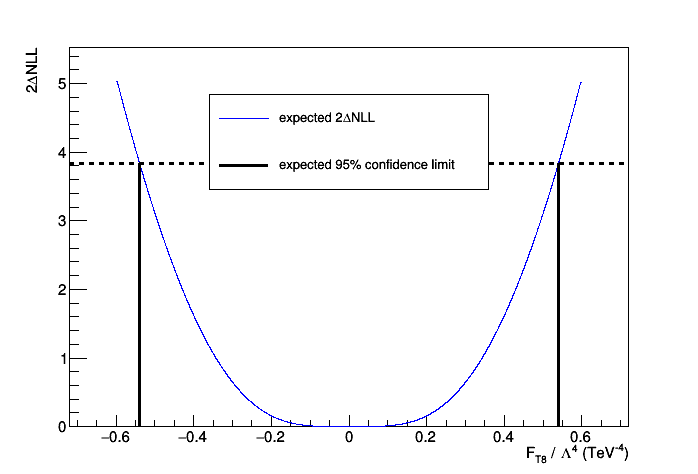 2ΔNLL
5
4
3
2
1
0
expected 2ΔNLL
expected 95% confidence limit
−0.6 −0.4 −0.2 0 0.2 0.4 0.6
F_T8 / Λ^4 (TeV^-4)